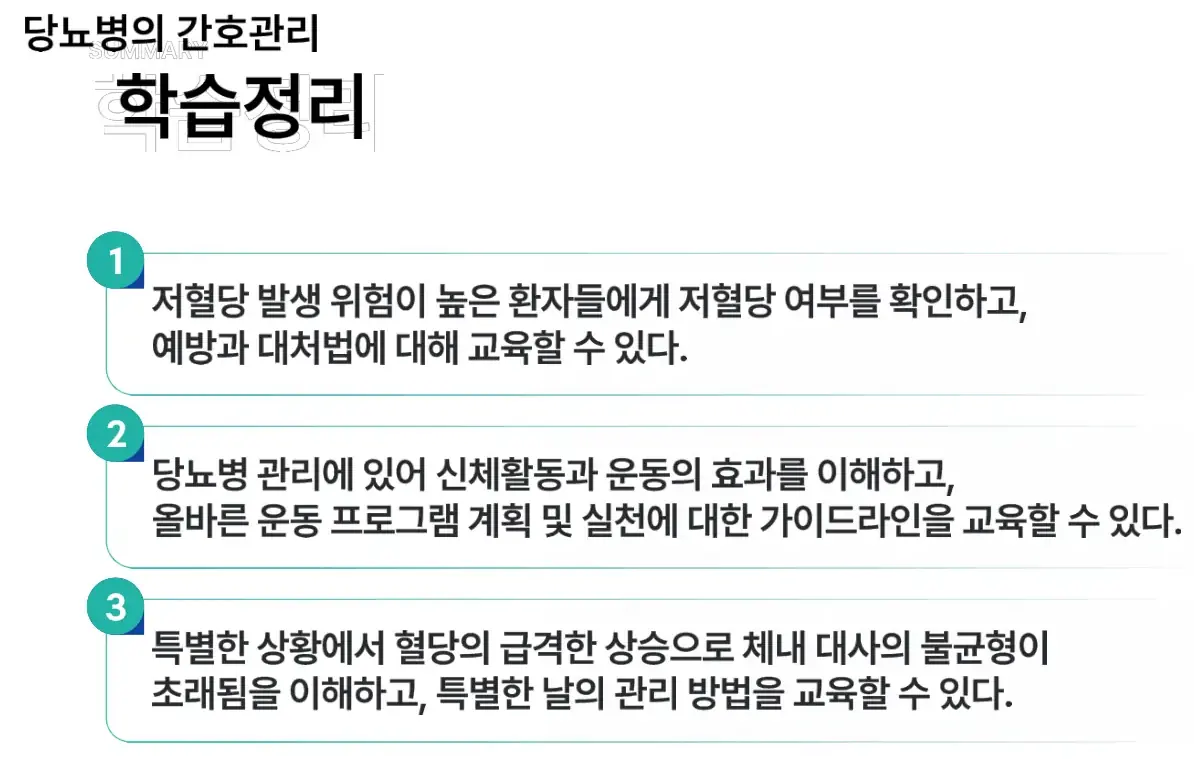 당뇨병의 간호관리
SUMMARY
학습정리
1
저혈당 발생 위험이 높은 환자들에게 저혈당 여부를 확인하고,
예방과 대처법에 대해 교육할 수 있다.
2
당뇨병 관리에 있어 신체활동과 운동의 효과를 이해하고,
올바른 운동 프로그램 계획 및 실천에 대한 가이드라인을 교육할 수 있다.
3
특별한 상황에서 혈당의 급격한 상승으로 체내 대사의 불균형이
초래됨을 이해하고, 특별한 날의 관리 방법을 교육할 수 있다.